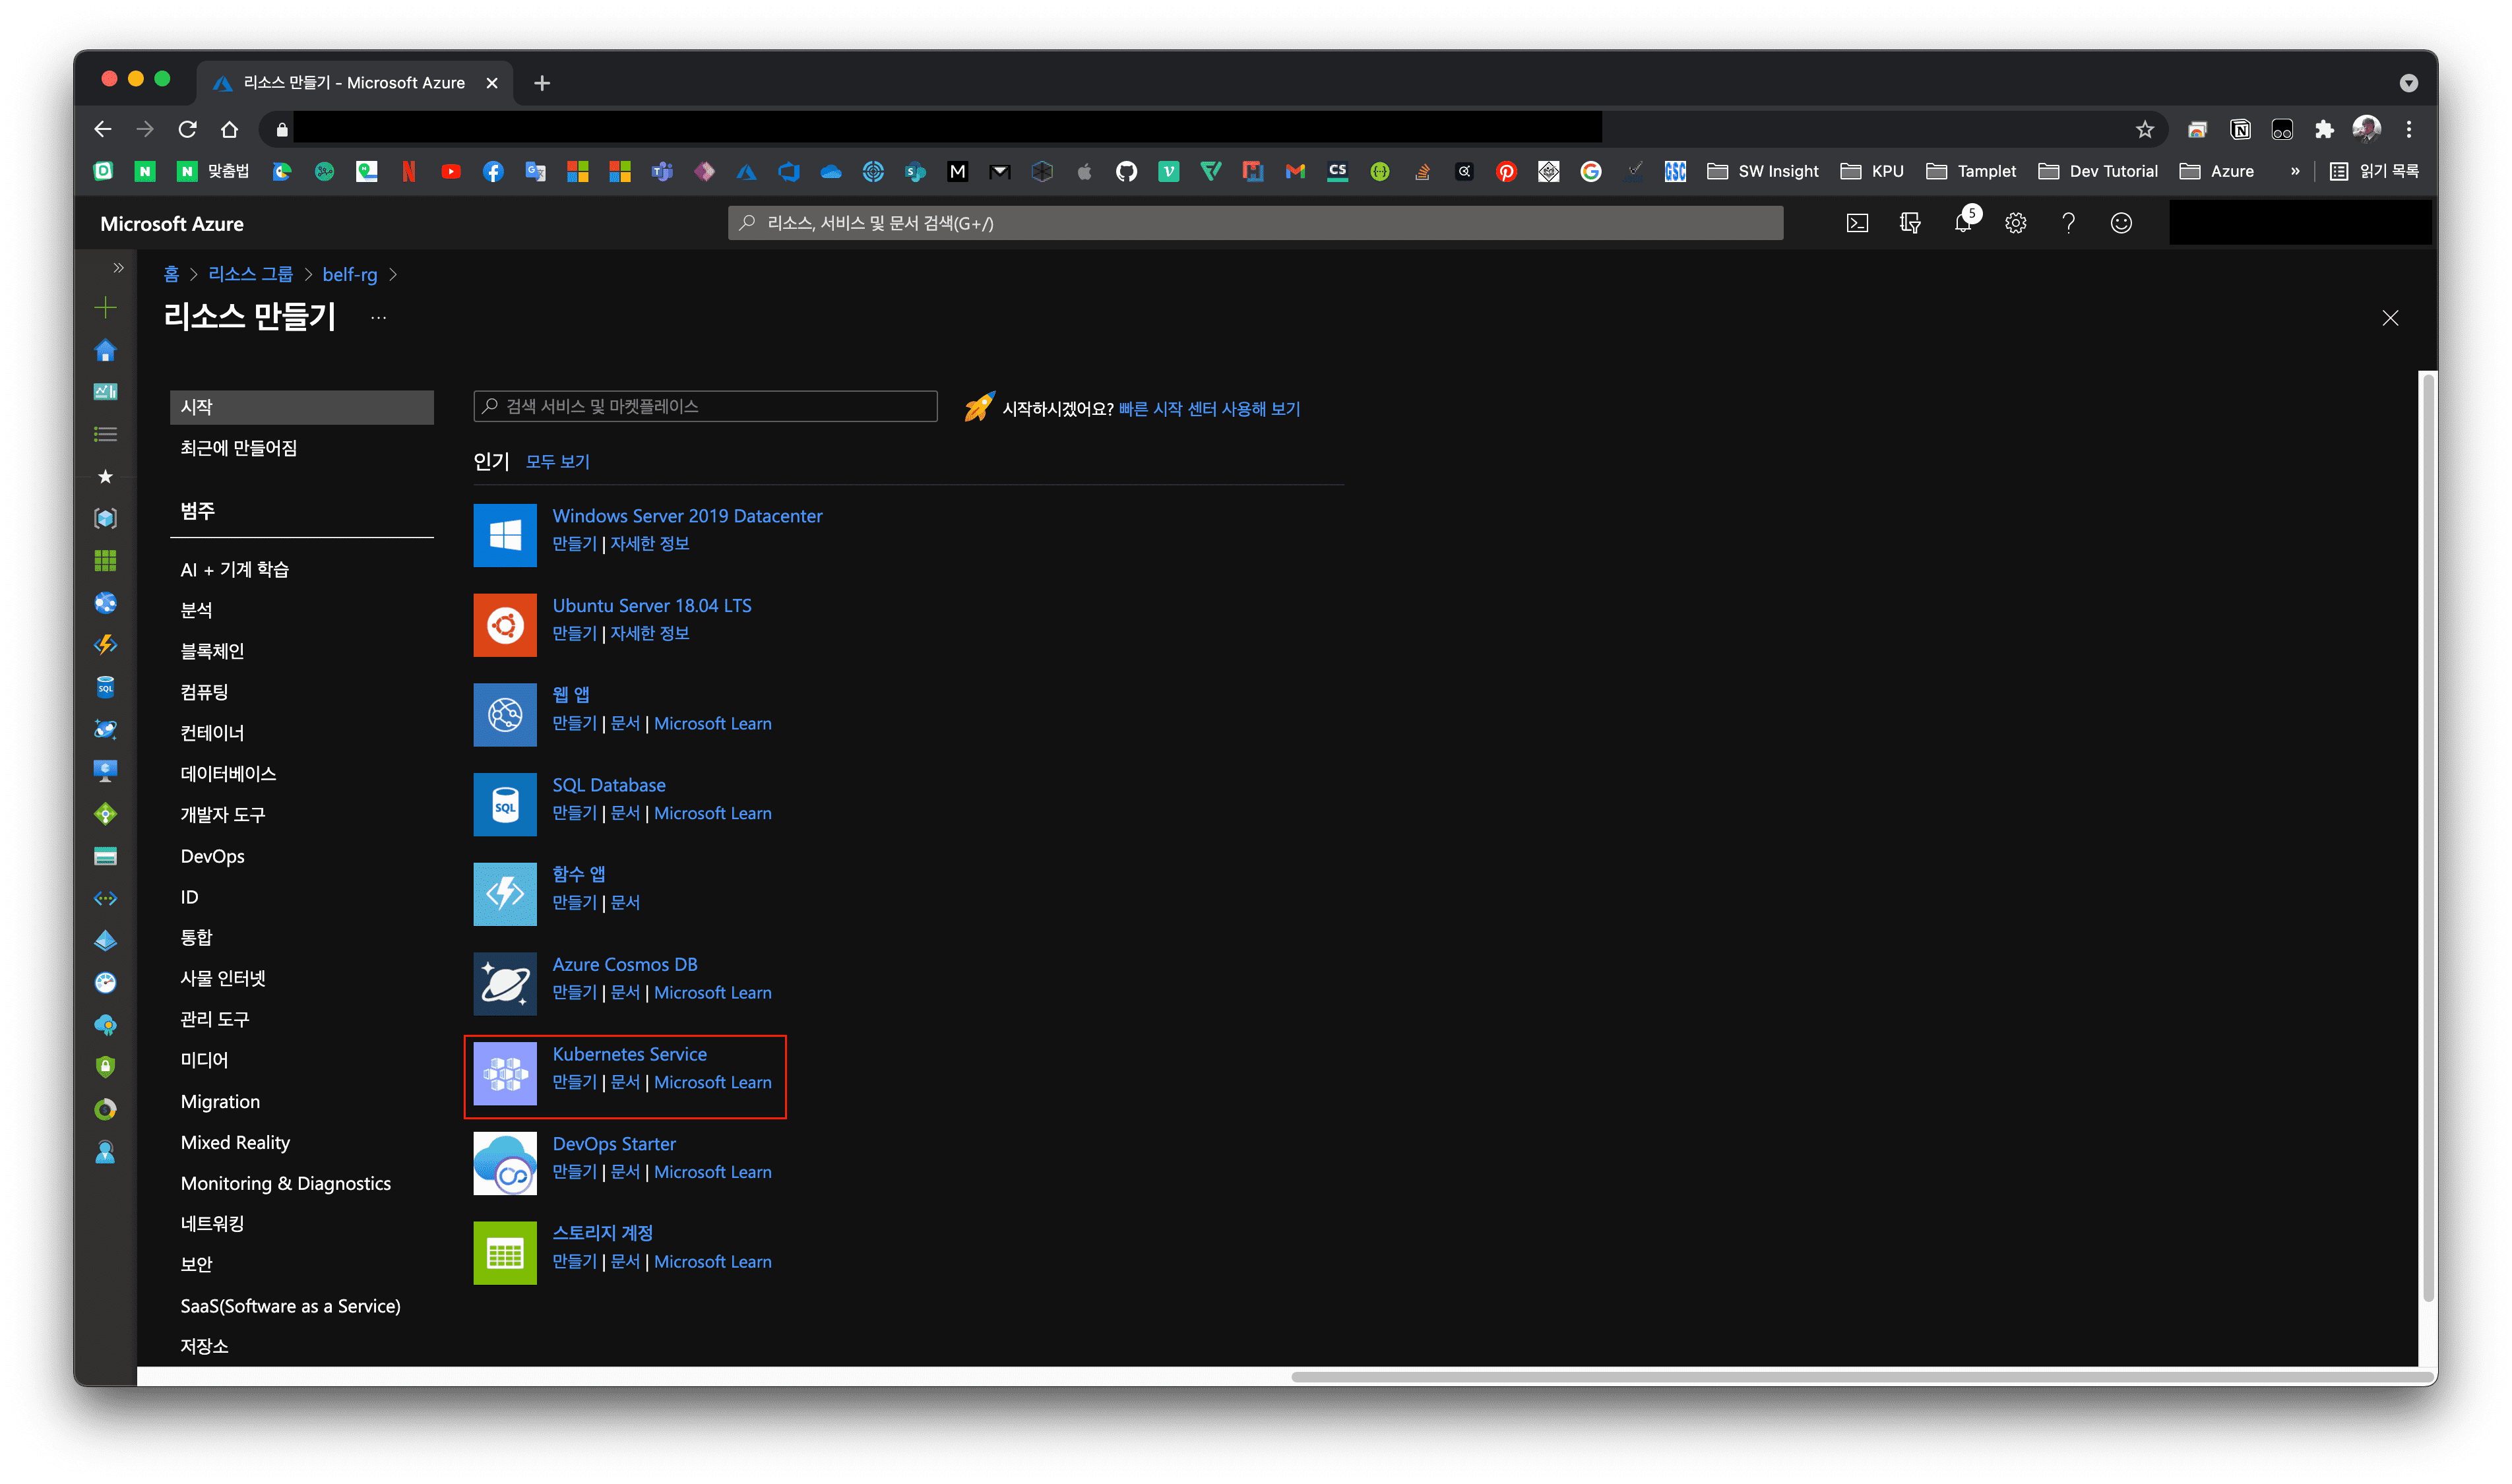 리소스 만들기 - Microsoft Azure
맞춤법
SW Insight
KPU
Tamplet
Dev Tutorial
Azure
»
읽기 목록
Microsoft Azure
리소스, 서비스 및 문서 검색(G+/)
5
홈 > 리소스 그룹 > belf-rg >
리소스 만들기 ...
시작
최근에 만들어짐
범주
AI + 기계 학습
분석
블록체인
컴퓨팅
컨테이너
데이터베이스
개발자 도구
DevOps
ID
통합
사물 인터넷
관리 도구
미디어
Migration
Mixed Reality
Monitoring & Diagnostics
네트워킹
보안
SaaS(Software as a Service)
저장소
검색 서비스 및 마켓플레이스
시작하시겠어요? 빠른 시작 센터 사용해 보기
인기 모두 보기
Windows Server 2019 Datacenter
만들기 | 자세한 정보
Ubuntu Server 18.04 LTS
만들기 | 자세한 정보
웹 앱
만들기 | 문서 | Microsoft Learn
SQL
SQL Database
만들기 | 문서 | Microsoft Learn
함수 앱
만들기 | 문서
Azure Cosmos DB
만들기 | 문서 | Microsoft Learn
Kubernetes Service
만들기 | 문서 | Microsoft Learn
DevOps Starter
만들기 | 문서 | Microsoft Learn
스토리지 계정
만들기 | 문서 | Microsoft Learn